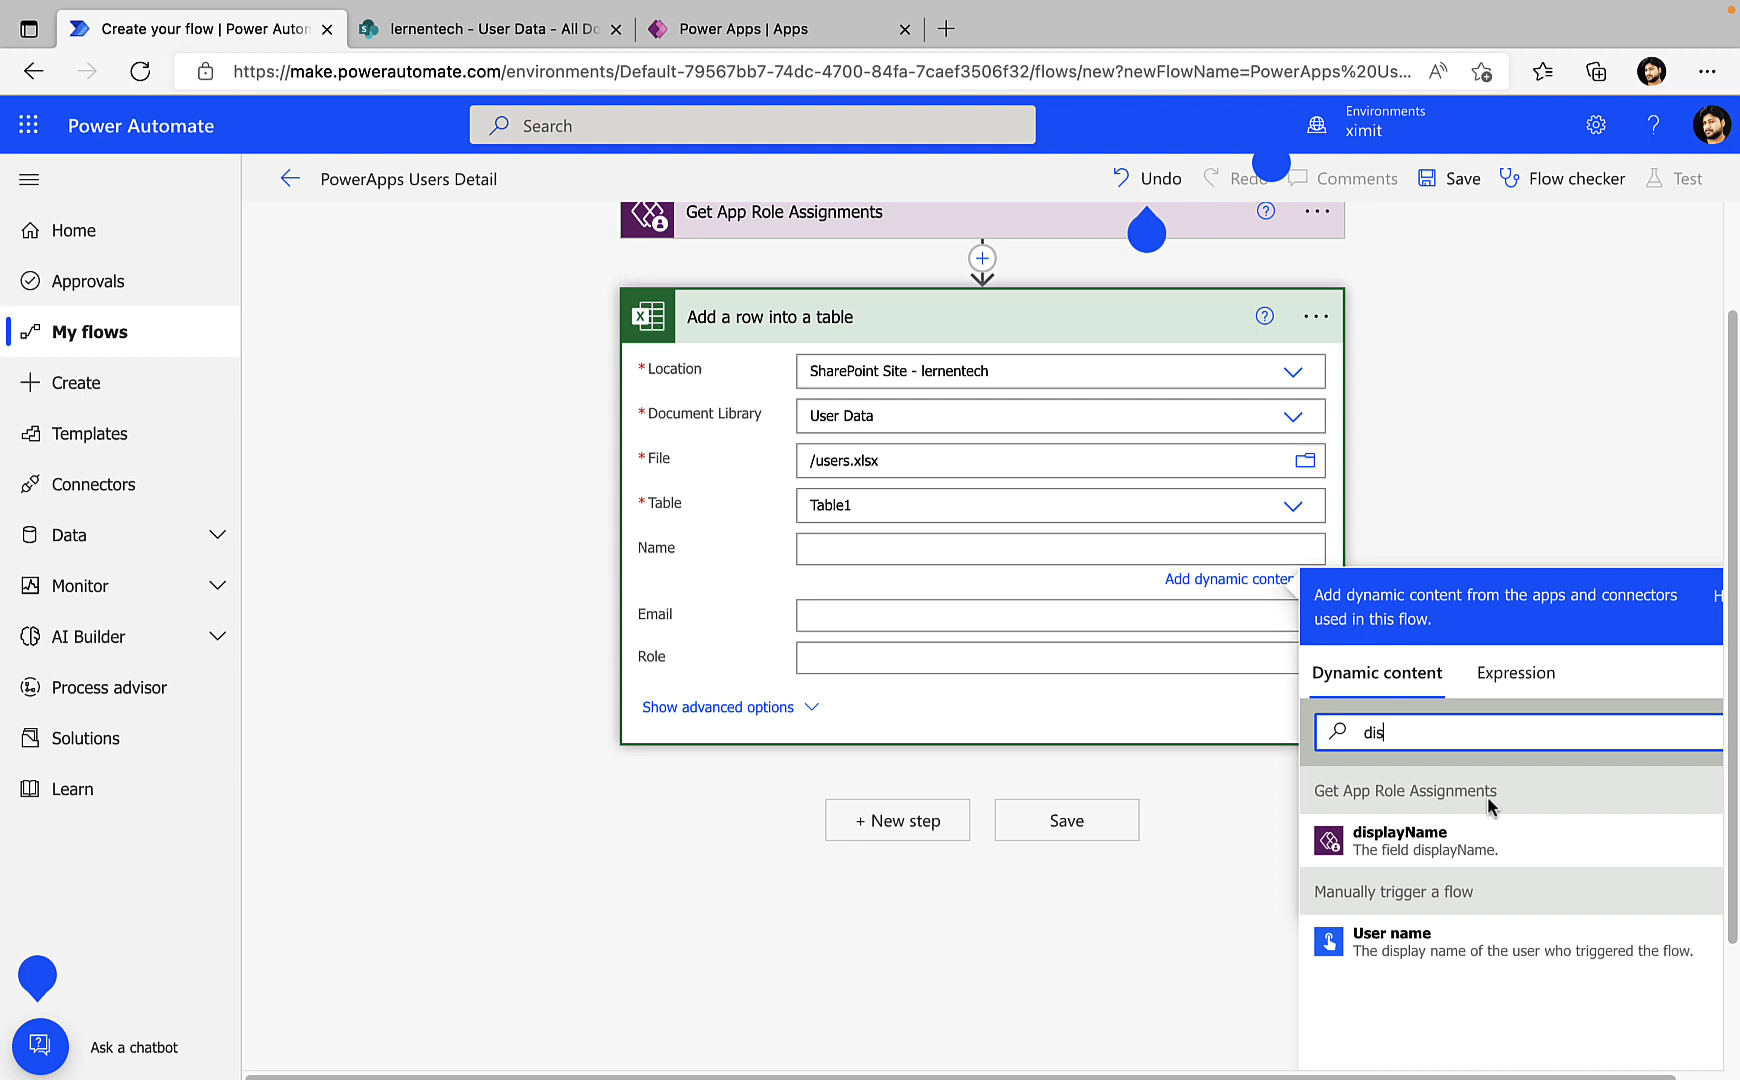 Create your flow | Power Auton
lernentech - User Data - All Do
Power Apps | Apps
https://make.powerautomate.com/environments/Default-79567bb7-74dc-4700-84fa-7caef3506f32/flows/new?newFlowName=PowerApps%20Us...
Power Automate
Search
Environments
ximit
PowerApps Users Detail
Undo
Redo
Comments
Save
Flow checker
Test
Home
Approvals
My flows
Create
Templates
Connectors
Data
Monitor
AI Builder
Process advisor
Solutions
Learn
Ask a chatbot
Get App Role Assignments
Add a row into a table
*Location
SharePoint Site - lernentech
*Document Library
User Data
*File
/users.xlsx
*Table
Table1
Name
Add dynamic conten
Email
Role
Show advanced options
+ New step
Save
Add dynamic content from the apps and connectors
used in this flow.
H
Dynamic content
Expression
dis
Get App Role Assignments
displayName
The field displayName.
Manually trigger a flow
User name
The display name of the user who triggered the flow.